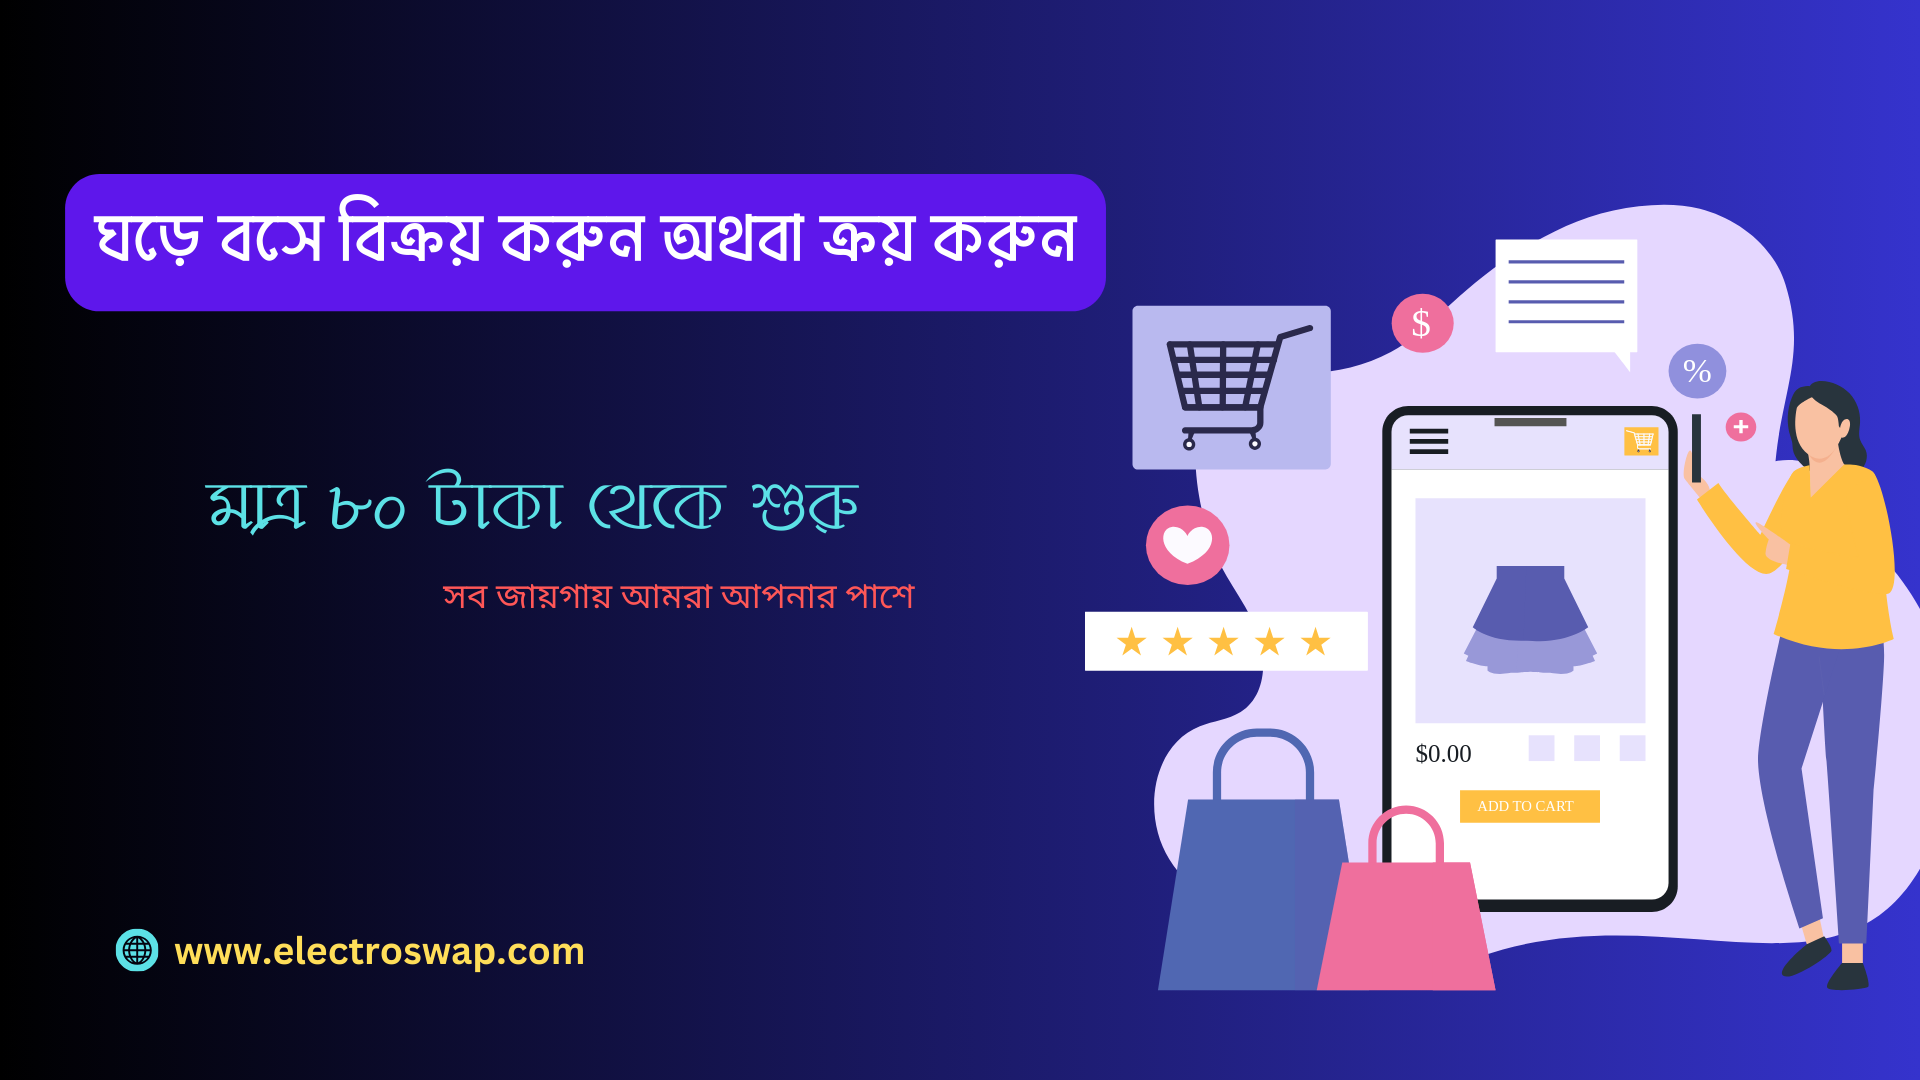 ঘড়ে বসে বিক্রয় করুন অথবা ক্রয় করুন
মাত্র ৮০ টাকা থেকে শুরু
সব জায়গায় আমরা আপনার পাশে
www.electroswap.com
$
%
$0.00
ADD TO CART